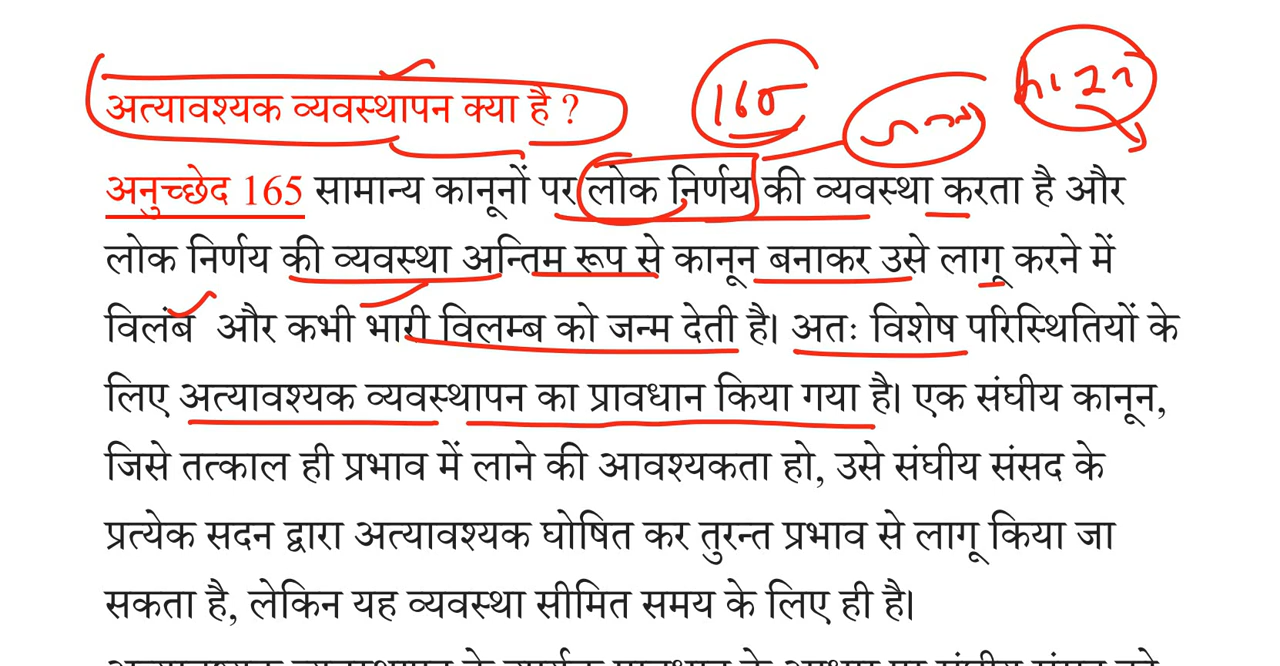 अत्यावश्यक व्यवस्थापन क्या है ?
165
अनुच्छेद 165 सामान्य कानूनों पर लोक निर्णय की व्यवस्था करता है और
लोक निर्णय की व्यवस्था अन्तिम रूप से कानून बनाकर उसे लागू करने में
विलंब और कभी भारी विलम्ब को जन्म देती है। अतः विशेष परिस्थितियों के
लिए अत्यावश्यक व्यवस्थापन का प्रावधान किया गया है। एक संघीय कानून,
जिसे तत्काल ही प्रभाव में लाने की आवश्यकता हो, उसे संघीय संसद के
प्रत्येक सदन द्वारा अत्यावश्यक घोषित कर तुरन्त प्रभाव से लागू किया जा
सकता है, लेकिन यह व्यवस्था सीमित समय के लिए ही है।